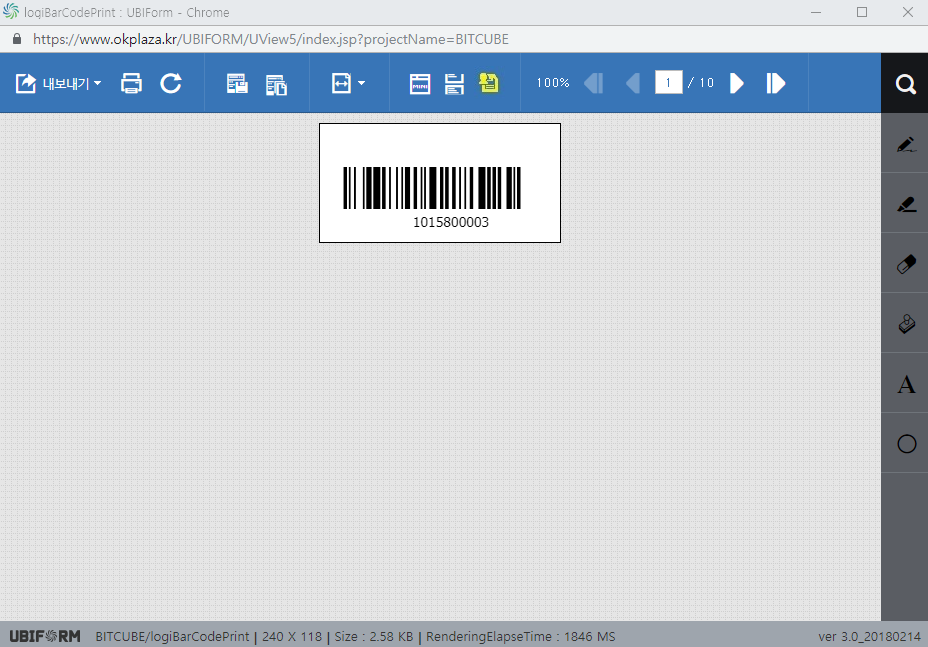 logiBarCodePrint : UBIForm - Chrome
https://www.okplaza.kr/UBIFORM/UView5/index.jsp?projectName=BITCUBE
내보내기
MINI
100%
1 / 10
1015800003
A
UBIFORM BITCUBE/logiBarCodePrint | 240 X 118 | Size : 2.58 KB | RenderingElapseTime : 1846 MS ver 3.0_20180214